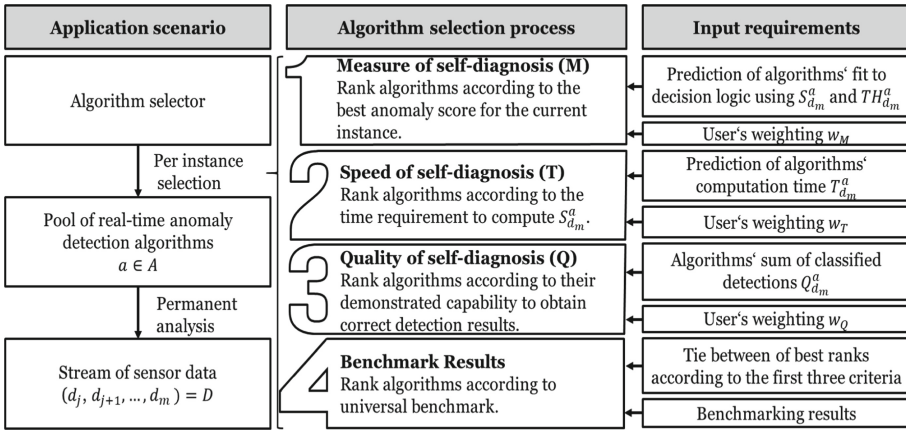 Application scenario
Algorithm selector
Per instance
selection
Pool of real-time anomaly
detection algorithms
a ∈ A
Permanent
analysis
Stream of sensor data
(d_j, d_{j+1}, …, d_m) = D
Algorithm selection process
1
Measure of self-diagnosis (M)
Rank algorithms according to the
best anomaly score for the current
instance.
2
Speed of self-diagnosis (T)
Rank algorithms according to the
time requirement to compute S^a_{d_m}.
3
Quality of self-diagnosis (Q)
Rank algorithms according to their
demonstrated capability to obtain
correct detection results.
4
Benchmark Results
Rank algorithms according to
universal benchmark.
Input requirements
Prediction of algorithms‘ fit to
decision logic using S^a_{d_m} and TH^a_{d_m}
User‘s weighting w_M
Prediction of algorithms‘
computation time T^a_{d_m}
User‘s weighting w_T
Algorithms‘ sum of classified
detections Q^a_{d_m}
User‘s weighting w_Q
Tie between of best ranks
according to the first three criteria
Benchmarking results